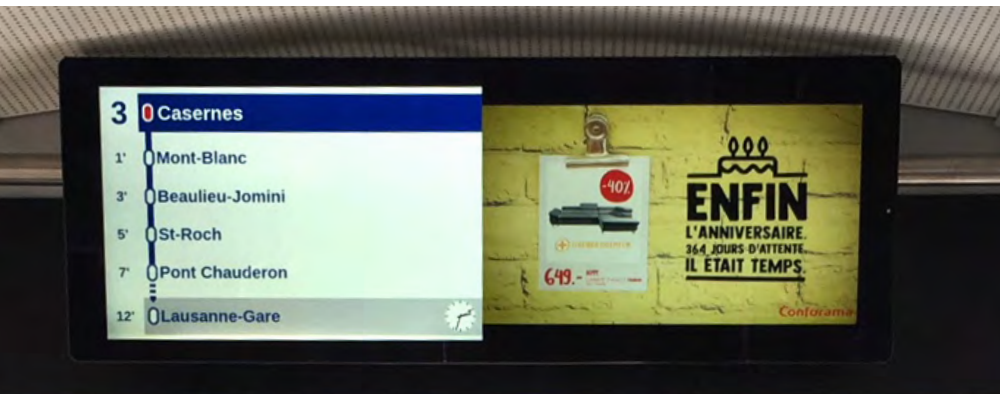 3 Casernes
1' Mont-Blanc
3' Beaulieu-Jomini
5' St-Roch
7' Pont Chauderon
12' Lausanne-Gare
-40%
649.-
ENFIN
L'ANNIVERSAIRE.
364 JOURS D'ATTENTE.
IL ÉTAIT TEMPS.
Conforama